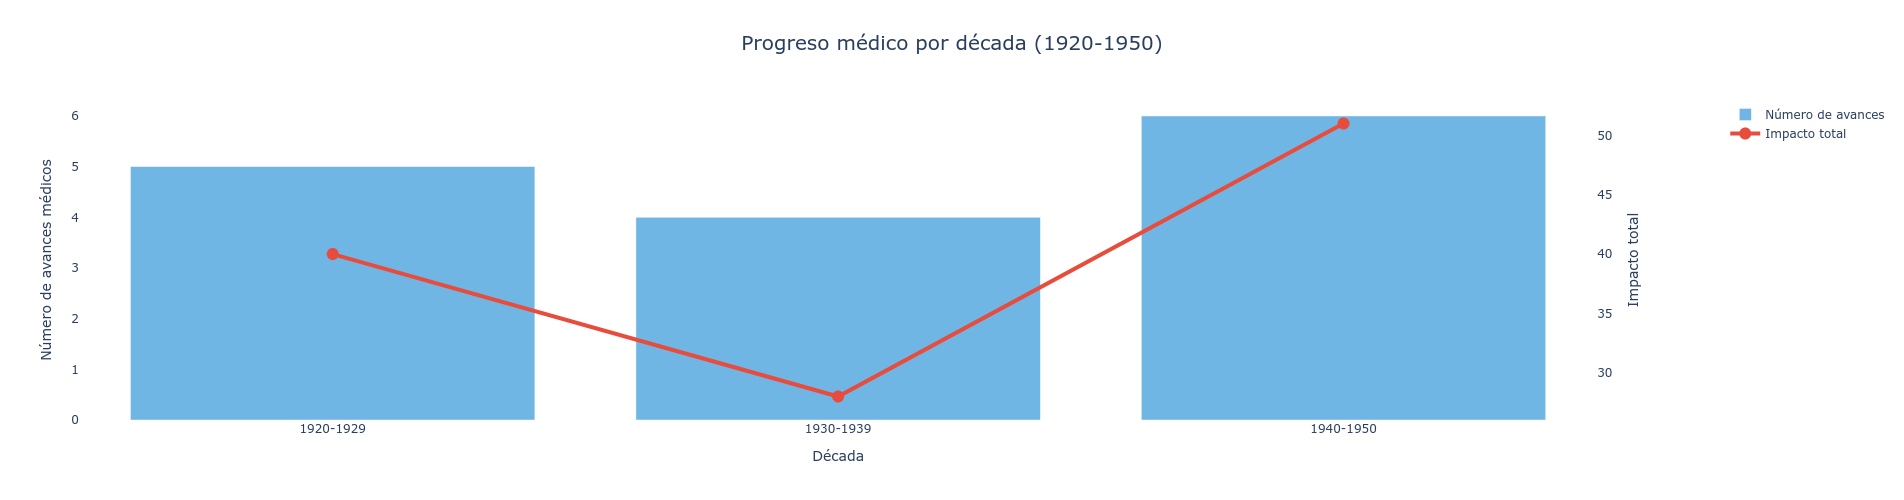 Progreso médico por década (1920-1950)
Número de avances médicos
6
5
4
3
2
1
0
1920-1929
1930-1939
1940-1950
Década
50
45
40
35
30
Impacto total
Número de avances
Impacto total